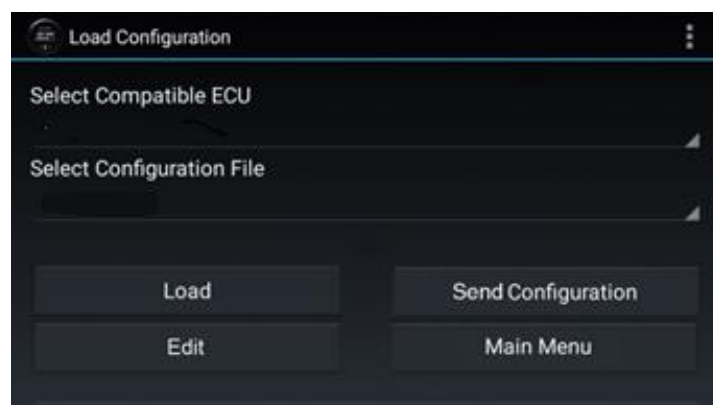 Load Configuration
Select Compatible ECU
Select Configuration File
Load
Send Configuration
Edit
Main Menu